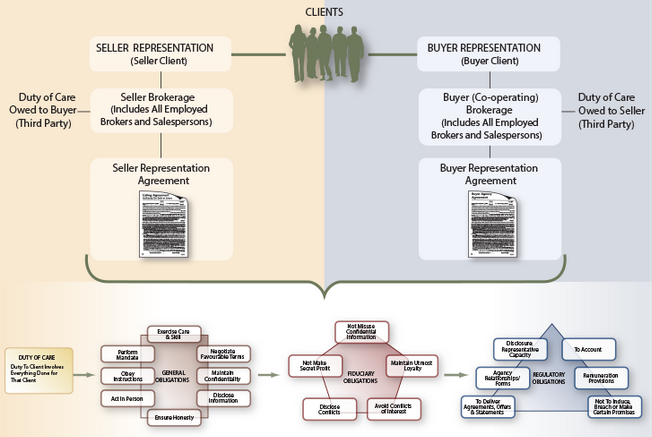 CLIENTS
SELLER REPRESENTATION
(Seller Client)
BUYER REPRESENTATION
(Buyer Client)
Duty of Care
Owed to Buyer
(Third Party)
Seller Brokerage
(Includes All Employed
Brokers and Salespersons)
Buyer (Co-operating)
Brokerage
(Includes All Employed
Brokers and Salespersons)
Duty of Care
Owed to Seller
(Third Party)
Seller Representation
Agreement
Buyer Representation
Agreement
DUTY OF CARE
Duty To Client Involves
Everything Done for
That Client
Exercise Care
& Skill
Perform
Mandate
Negotiate
Favourable Terms
Obey
Instructions
GENERAL
OBLIGATIONS
Maintain
Confidentiality
Act In Person
Disclose
Information
Ensure Honesty
Not Misuse
Confidential
Information
Not Make
Secret Profit
Maintain Utmost
Loyalty
FIDUCIARY
OBLIGATIONS
Disclose
Conflicts
Avoid Conflicts
of Interest
Disclosure
Representative
Capacity
To Account
Agency
Relationships/
Forms
REGULATORY
OBLIGATIONS
Remuneration
Provisions
To Deliver
Agreements, Offers
& Statements
Not To Induce,
Breach or Make
Certain Promises